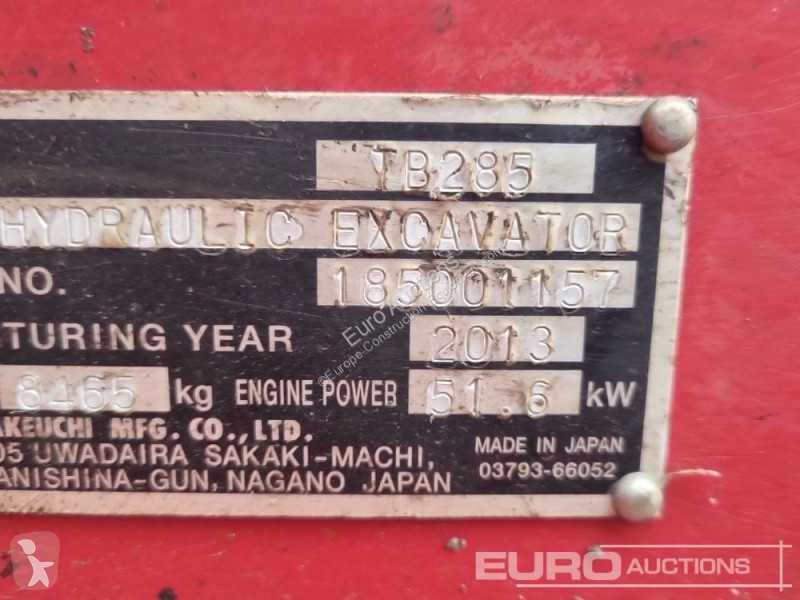 TB285
HYDRAULIC EXCAVATOR
NO. 185001157
TURING YEAR 2013
8465 kg ENGINE POWER 51.6 kW
AKEUCHI MFG. CO., LTD.
05 UWADAIRA SAKAKI-MACHI,
ANISHINA-GUN, NAGANO JAPAN
MADE IN JAPAN
03793-66052
EURO AUCTIONS